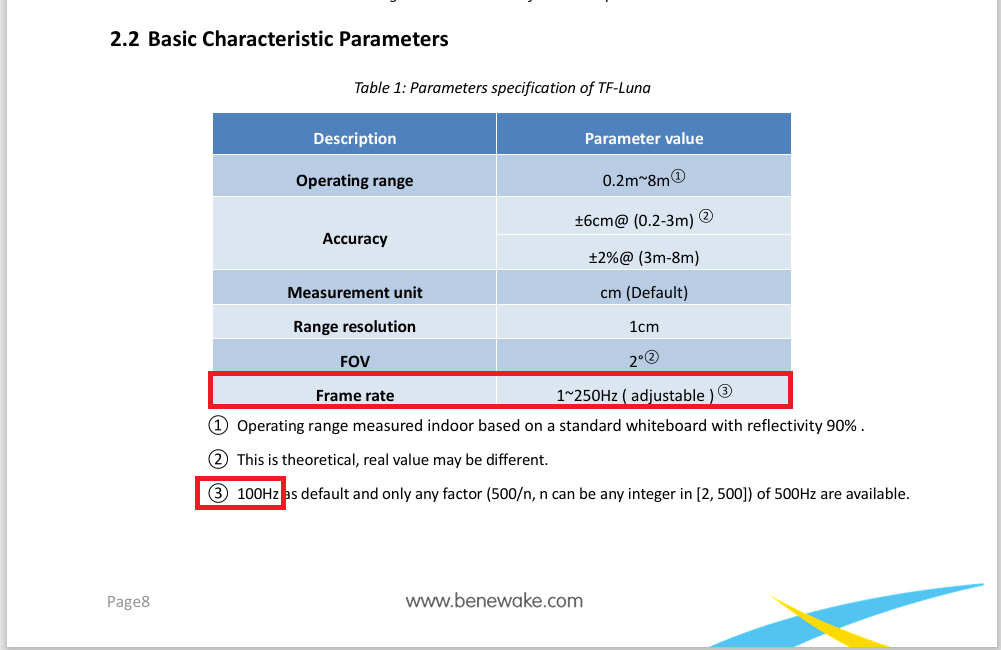 2.2 Basic Characteristic Parameters
Table 1: Parameters specification of TF-Luna
Description Parameter value
Operating range 0.2m~8m①
Accuracy ±6cm@ (0.2-3m) ②
±2%@ (3m-8m)
Measurement unit cm (Default)
Range resolution 1cm
FOV 2°②
Frame rate 1~250Hz ( adjustable ) ③
① Operating range measured indoor based on a standard whiteboard with reflectivity 90% .
② This is theoretical, real value may be different.
③ 100Hz as default and only any factor (500/n, n can be any integer in [2, 500]) of 500Hz are available.
Page8 www.benewake.com